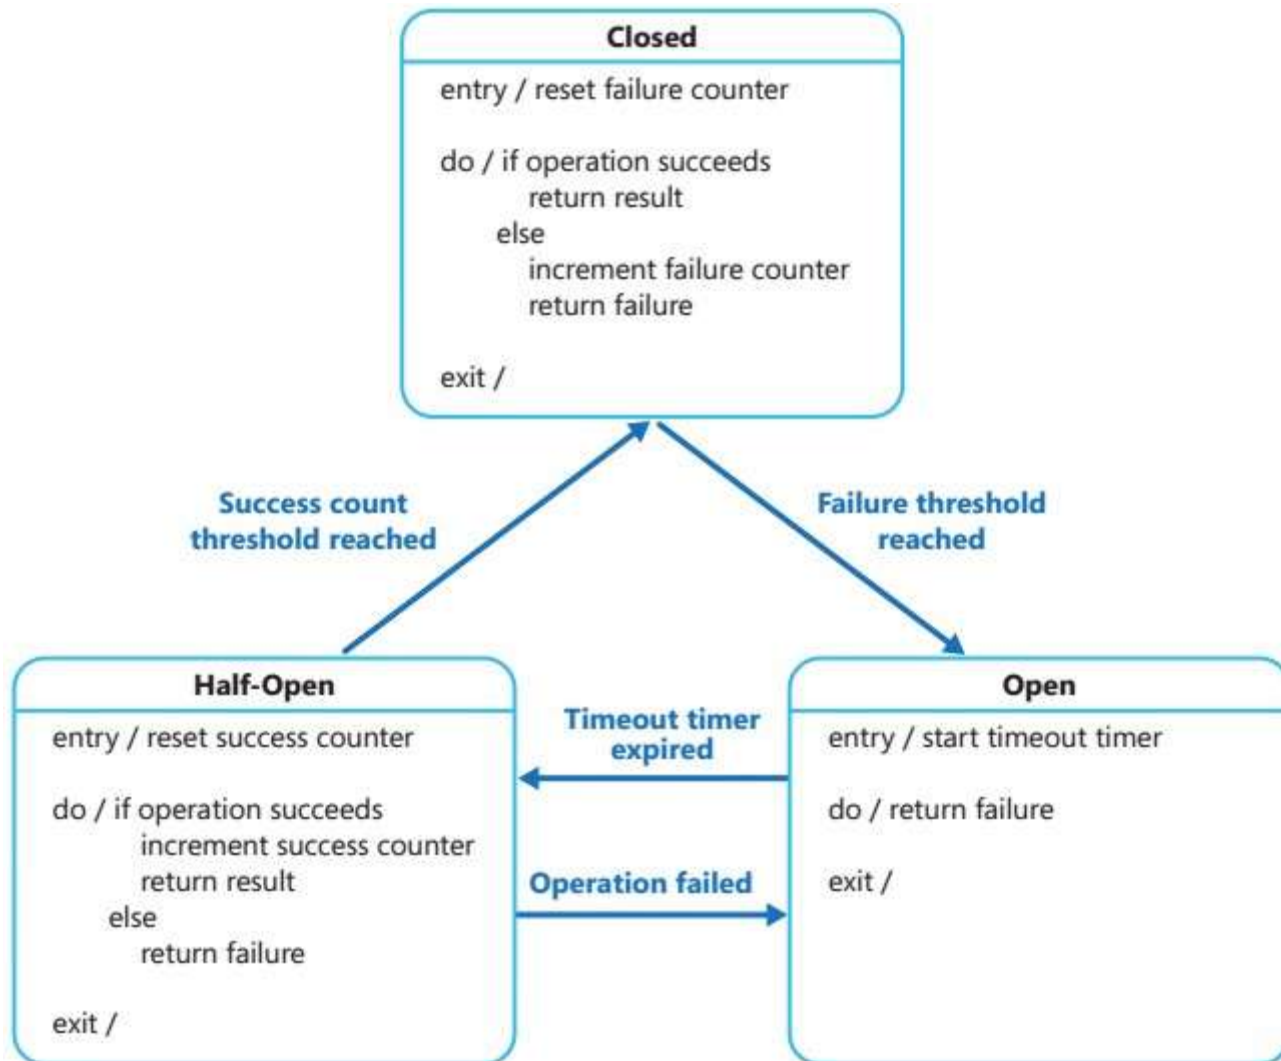 Closed
entry / reset failure counter
do / if operation succeeds
return result
else
increment failure counter
return failure
exit /
Success count
threshold reached
Failure threshold
reached
Half-Open
entry / reset success counter
do / if operation succeeds
increment success counter
return result
else
return failure
exit /
Timeout timer
expired
Operation failed
Open
entry / start timeout timer
do / return failure
exit /